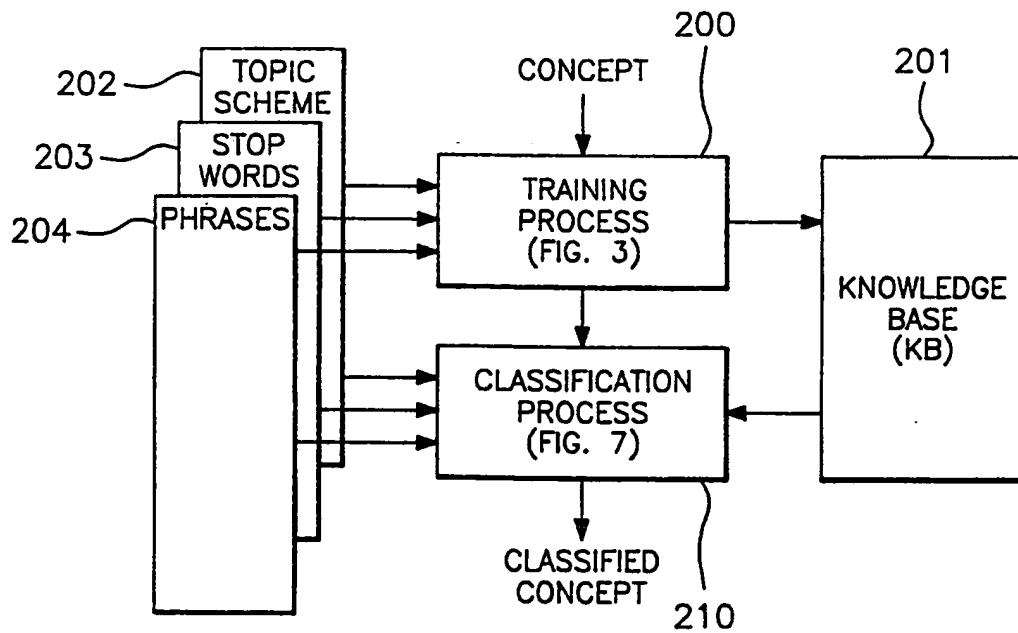 200
201
202
TOPIC
SCHEME
CONCEPT
203
STOP
WORDS
204
PHRASES
TRAINING
PROCESS
(FIG. 3)
KNOWLEDGE
BASE
(KB)
CLASSIFICATION
PROCESS
(FIG. 7)
CLASSIFIED
CONCEPT
210